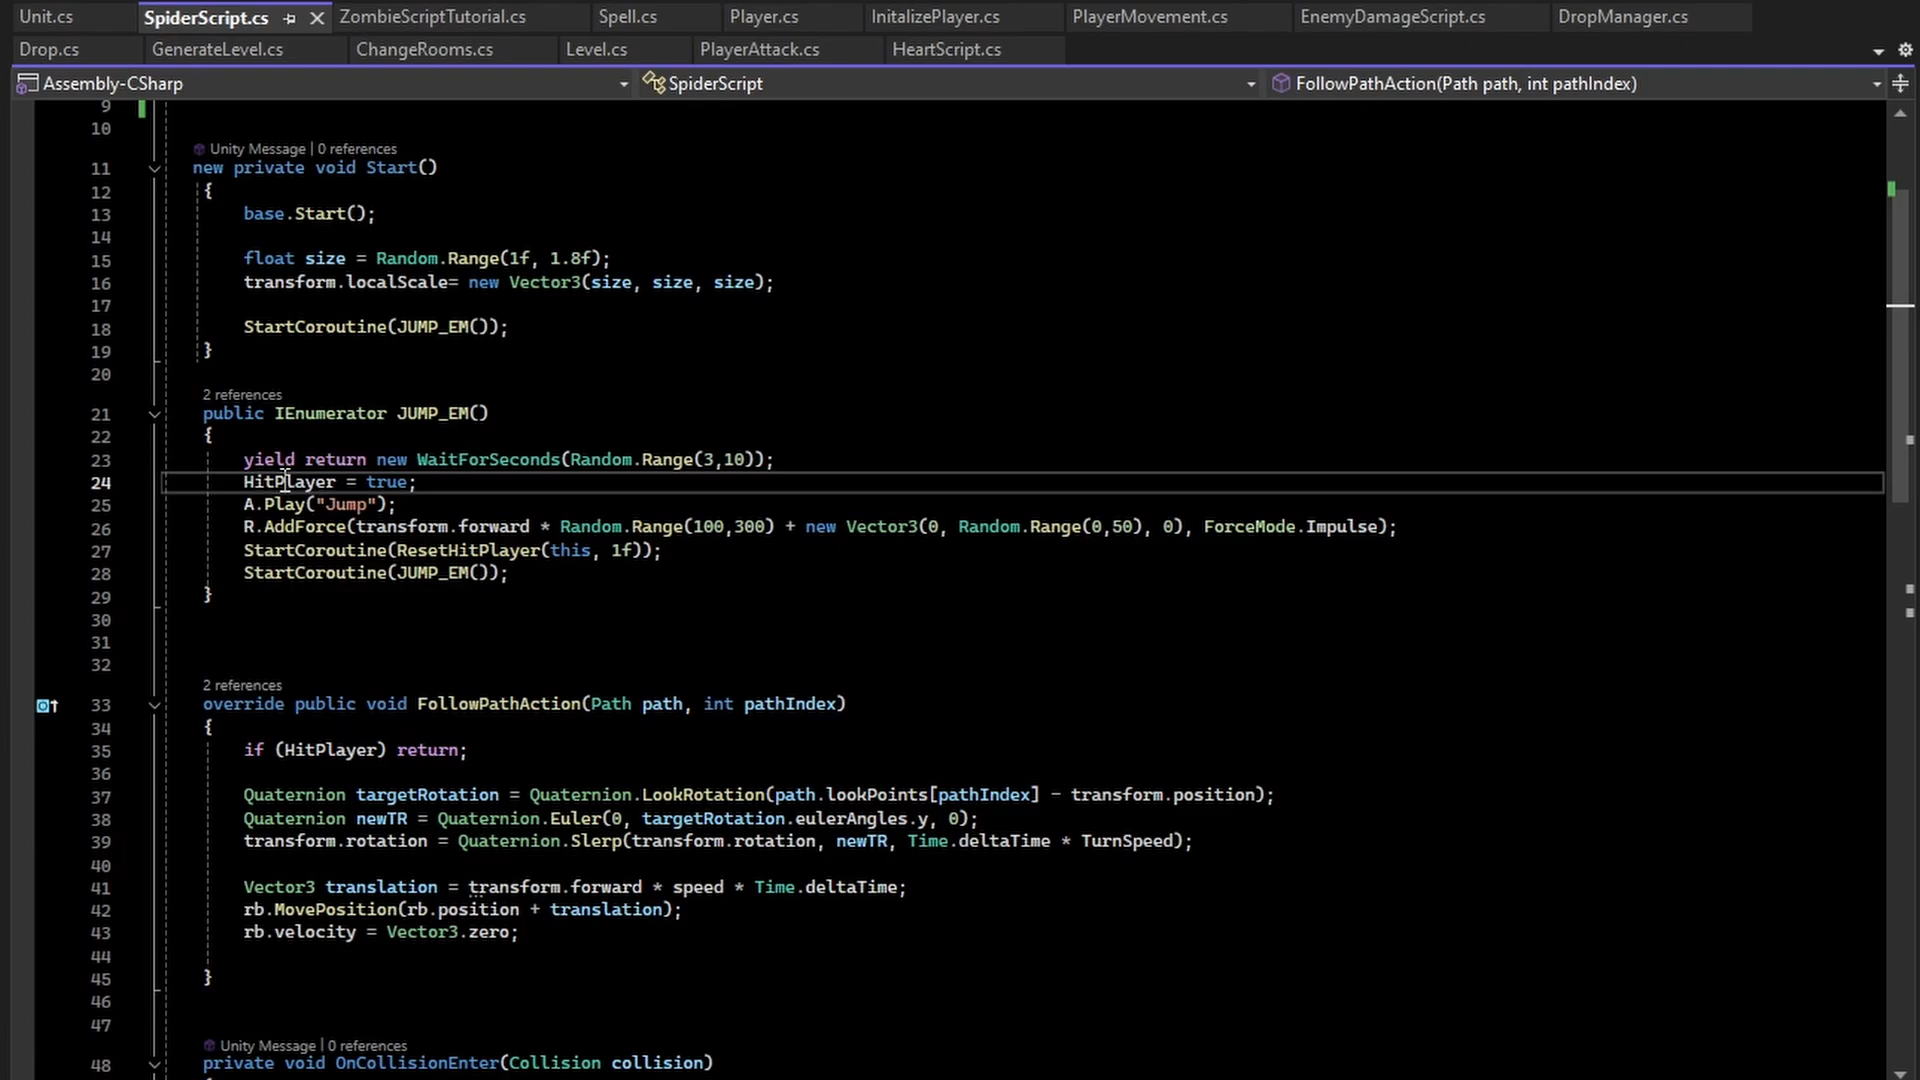 Unit.cs SpiderScript.cs ZombieScriptTutorial.cs Spell.cs Player.cs InitalizePlayer.cs PlayerMovement.cs EnemyDamageScript.cs DropManager.cs
Drop.cs GenerateLevel.cs ChangeRooms.cs Level.cs PlayerAttack.cs HeartScript.cs
Assembly-CSharp SpiderScript FollowPathAction(Path path, int pathIndex)
9
10
Unity Message | 0 references
11 new private void Start()
12 {
13 base.Start();
14
15 float size = Random.Range(1f, 1.8f);
16 transform.localScale= new Vector3(size, size, size);
17
18 StartCoroutine(JUMP_EM());
19 }
20
2 references
21 public IEnumerator JUMP_EM()
22 {
23 yield return new WaitForSeconds(Random.Range(3,10));
24 HitPlayer = true;
25 A.Play("Jump");
26 R.AddForce(transform.forward * Random.Range(100,300) + new Vector3(0, Random.Range(0,50), 0), ForceMode.Impulse);
27 StartCoroutine(ResetHitPlayer(this, 1f));
28 StartCoroutine(JUMP_EM());
29 }
30
31
32
2 references
33 override public void FollowPathAction(Path path, int pathIndex)
34 {
35 if (HitPlayer) return;
36
37 Quaternion targetRotation = Quaternion.LookRotation(path.lookPoints[pathIndex] - transform.position);
38 Quaternion newTR = Quaternion.Euler(0, targetRotation.eulerAngles.y, 0);
39 transform.rotation = Quaternion.Slerp(transform.rotation, newTR, Time.deltaTime * TurnSpeed);
40
41 Vector3 translation = transform.forward * speed * Time.deltaTime;
42 rb.MovePosition(rb.position + translation);
43 rb.velocity = Vector3.zero;
44
45 }
46
47
Unity Message | 0 references
48 private void OnCollisionEnter(Collision collision)